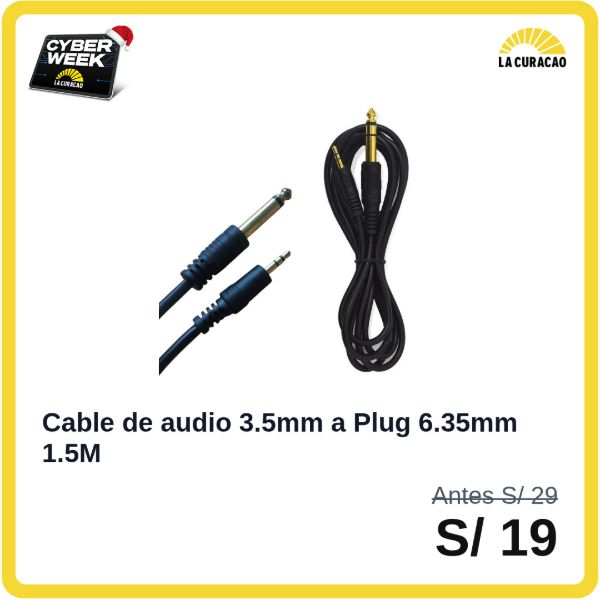 CYBER
WEEK
LA CURACAO
LA CURACAO
Cable de audio 3.5mm a Plug 6.35mm
1.5M
Antes S/ 29
S/ 19